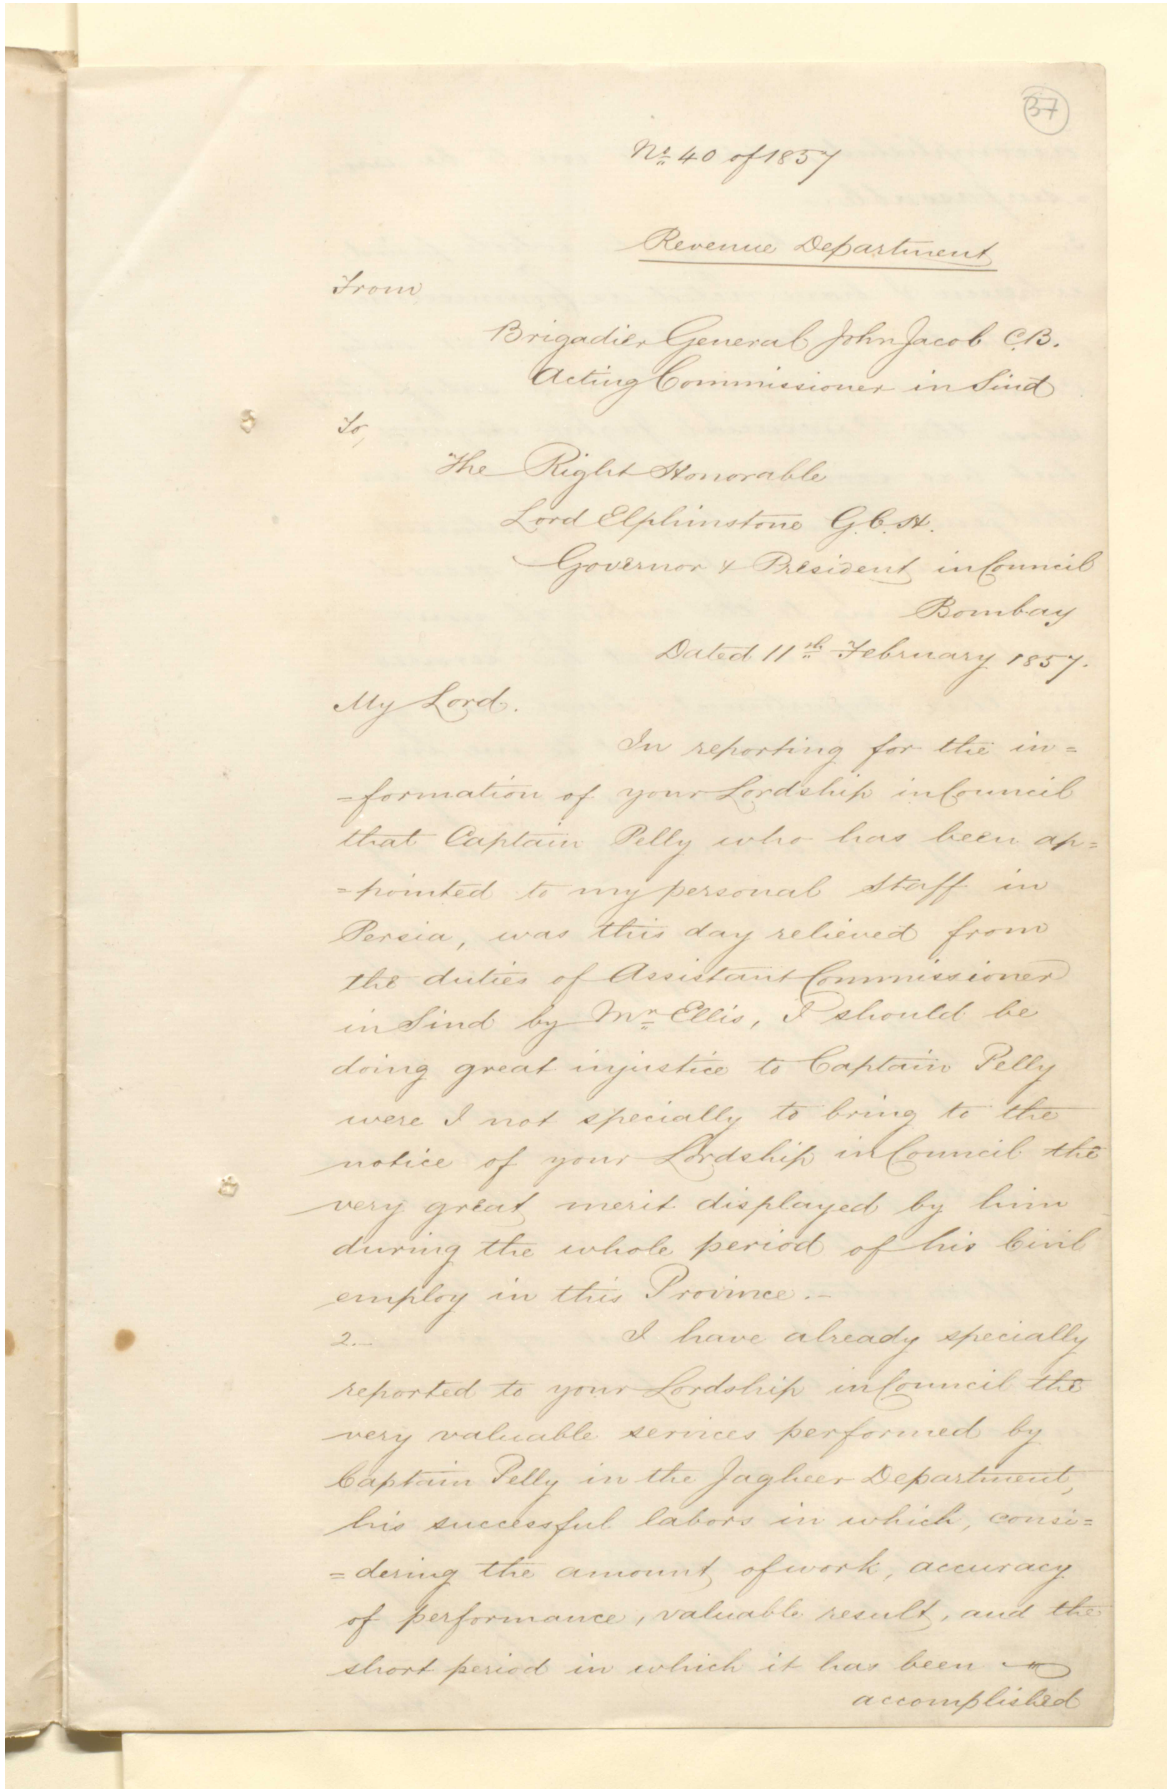 37
No. 40 of 1857
Revenue Department
From
Brigadier General John Jacob C.B.
Acting Commissioner in Sind
To,
The Right Honorable
Lord Elphinstone G.C.H.
Governor & President in Council
Bombay
Dated 11th February 1857.
My Lord.
In reporting for the in=
=formation of your Lordship in Council
that Captain Pelly who has been ap=
=pointed to my personal Staff in
Persia, was this day relieved from
the duties of Assistant Commissioner
in Sind by Mr Ellis, I should be
doing great injustice to Captain Pelly
were I not specially to bring to the
notice of your Lordship in Council the
very great merit displayed by him
during the whole period of his Civil
employ in this Province.—
2.— I have already specially
reported to your Lordship in Council the
very valuable services performed by
Captain Pelly in the Jagheer Department,
his successful labors in which, consi=
=dering the amount of work, accuracy
of performance, valuable result, and the
short period in which it has been
accomplished